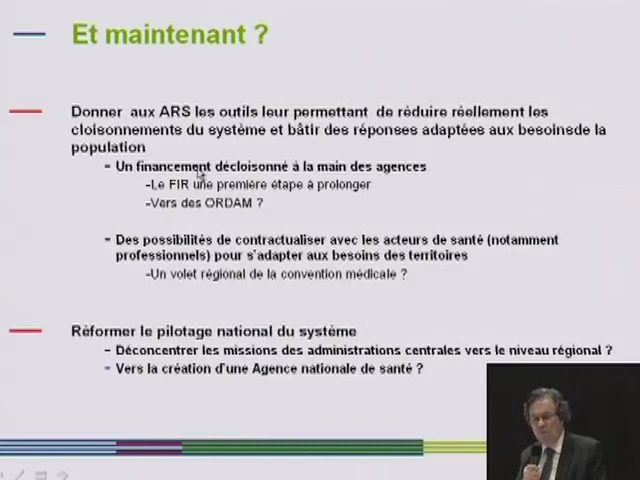 Et maintenant ?
Donner aux ARS les outils leur permettant de réduire réellement les
cloisonnements du système et bâtir des réponses adaptées aux besoinsde la
population
- Un financement décloisonné à la main des agences
-Le FIR une première étape à prolonger
-Vers des ORDAM ?
- Des possibilités de contractualiser avec les acteurs de santé (notamment
professionnels) pour s'adapter aux besoins des territoires
-Un volet régional de la convention médicale ?
Réformer le pilotage national du système
- Déconcentrer les missions des administrations centrales vers le niveau régional ?
- Vers la création d'une Agence nationale de santé ?